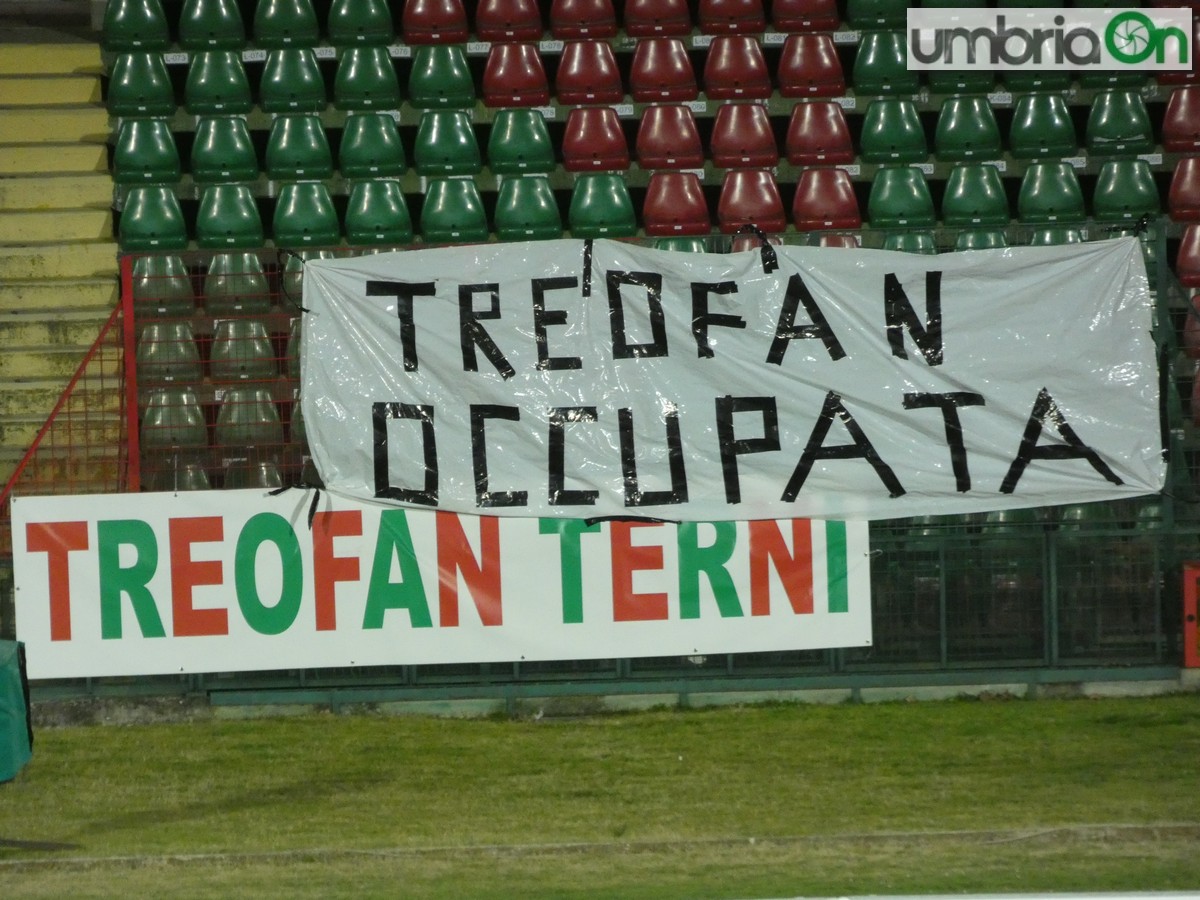 umbriaOn
TREOFAN
OCCUPATA
TREOFAN TERNI